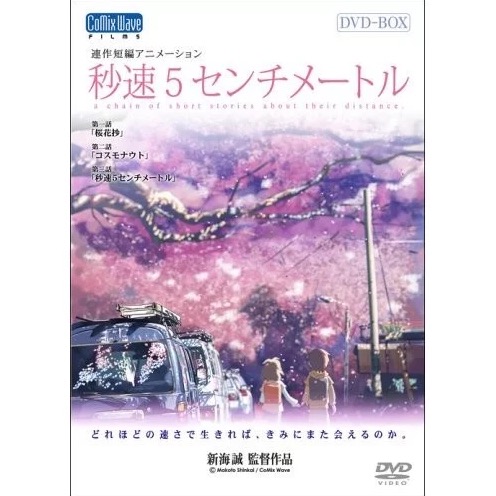 CoMix Wave
FILMS
DVD-BOX
連作短編アニメーション
秒速5センチメートル
a chain of short stories about their distance.
第一話
「桜花抄」
第二話
「コスモナウト」
第三話
「秒速5センチメートル」
どれほどの速さで生きれば、きみにまた会えるのか。
新海誠 監督作品
© Makoto Shinkai / CoMix Wave
DVD
VIDEO